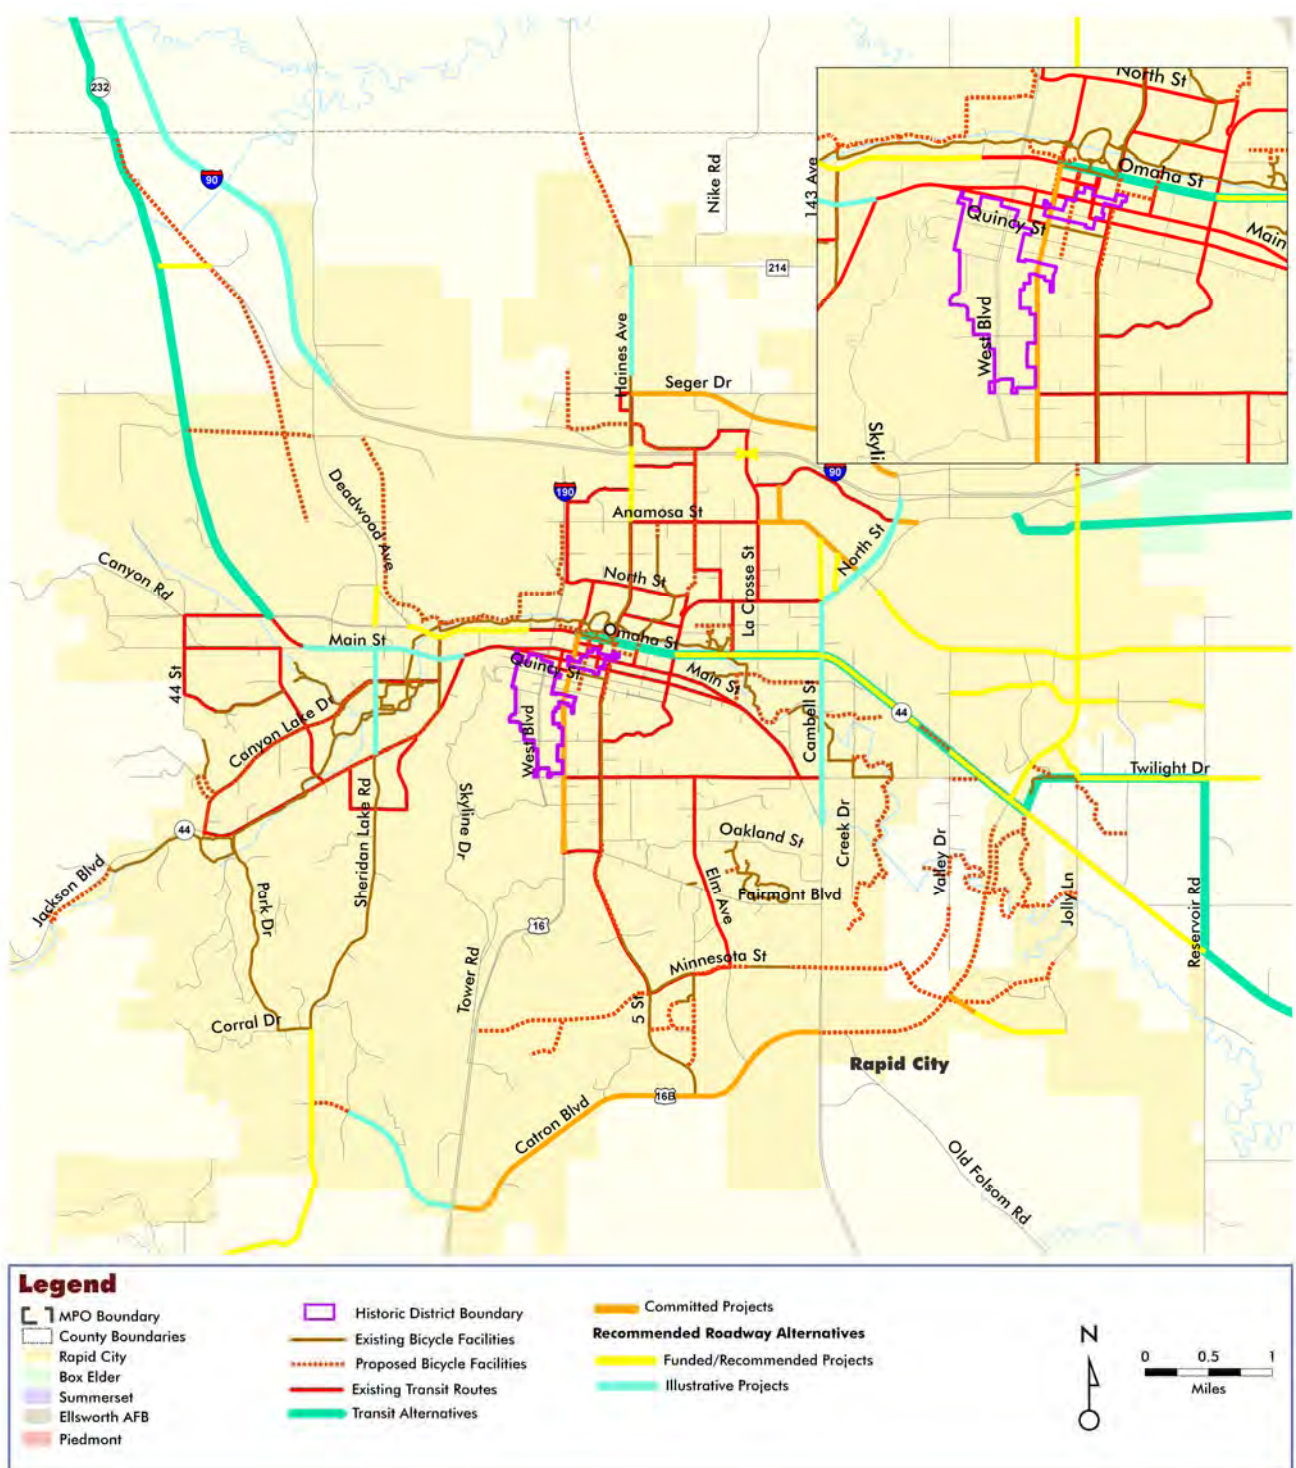 232
90
Nike Rd
214
Haines Ave
Seger Dr
North St
Omaha St
143 Ave
Quincy St
Main
West Blvd
Skyli
90
190
Deadwood Ave
Anamosa St
North St
Canyon Rd
North St
La Crosse St
Main St
Omaha St
Quincy St
Main St
44 St
Canyon Lake Dr
West Blvd
Cambell St
44
Twilight Dr
Skyline Dr
Sheridan Lake Rd
Oakland St
Creek Dr
Valley Dr
44
Jackson Blvd
Park Dr
Elm Ave
Fairmont Blvd
Jolly Ln
Reservoir Rd
16
Tower Rd
Minnesota St
5 St
Corral Dr
Rapid City
16B
Catron Blvd
Old Folsom Rd
Legend
MPO Boundary
County Boundaries
Rapid City
Box Elder
Summerset
Ellsworth AFB
Piedmont
Historic District Boundary
Existing Bicycle Facilities
Proposed Bicycle Facilities
Existing Transit Routes
Transit Alternatives
Committed Projects
Recommended Roadway Alternatives
Funded/Recommended Projects
Illustrative Projects
N
0 0.5 1
Miles